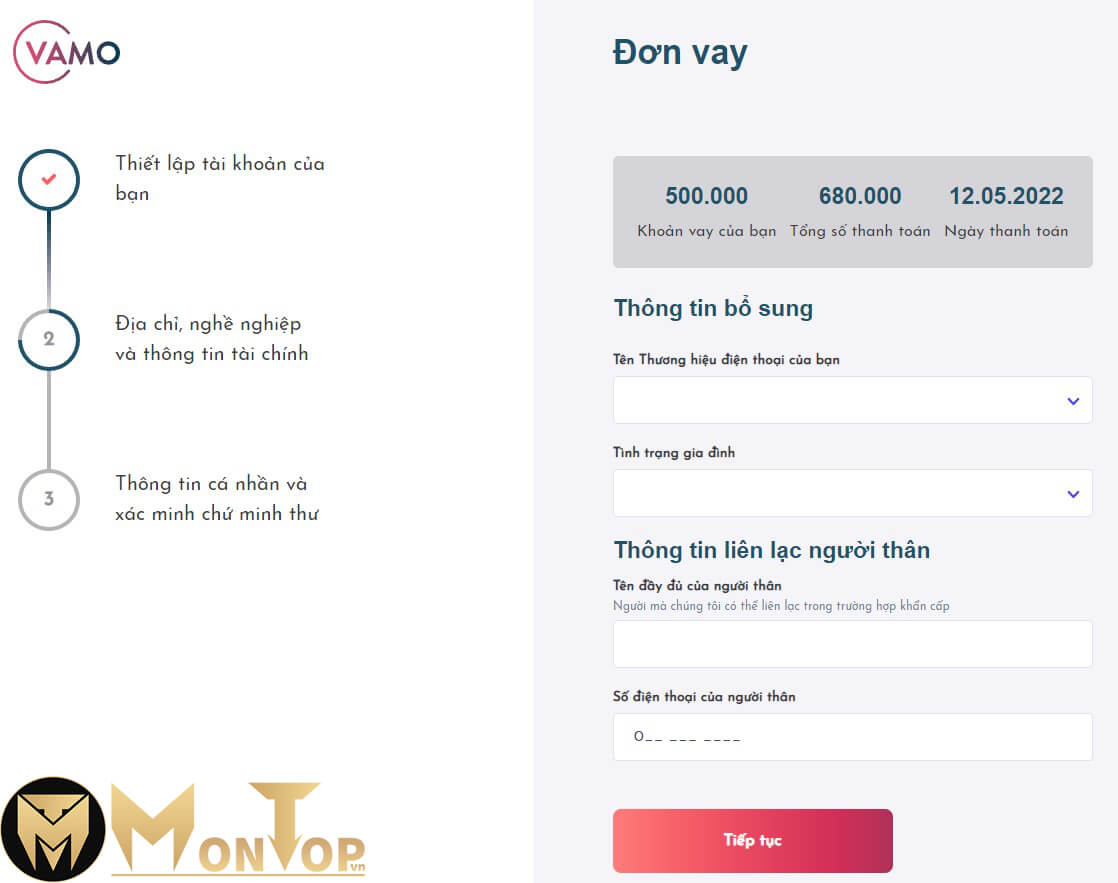 VAMO
Thiết lập tài khoản của
bạn
2
Địa chỉ, nghề nghiệp
và thông tin tài chính
3
Thông tin cá nhân và
xác minh chứ minh thư
Đơn vay
500.000 680.000 12.05.2022
Khoản vay của bạn Tổng số thanh toán Ngày thanh toán
Thông tin bổ sung
Tên Thương hiệu điện thoại của bạn
Tình trạng gia đình
Thông tin liên lạc người thân
Tên đầy đủ của người thân
Người mà chúng tôi có thể liên lạc trong trường hợp khẩn cấp
Số điện thoại của người thân
0__ ___ ____
Tiếp tục
MONTOP.vn